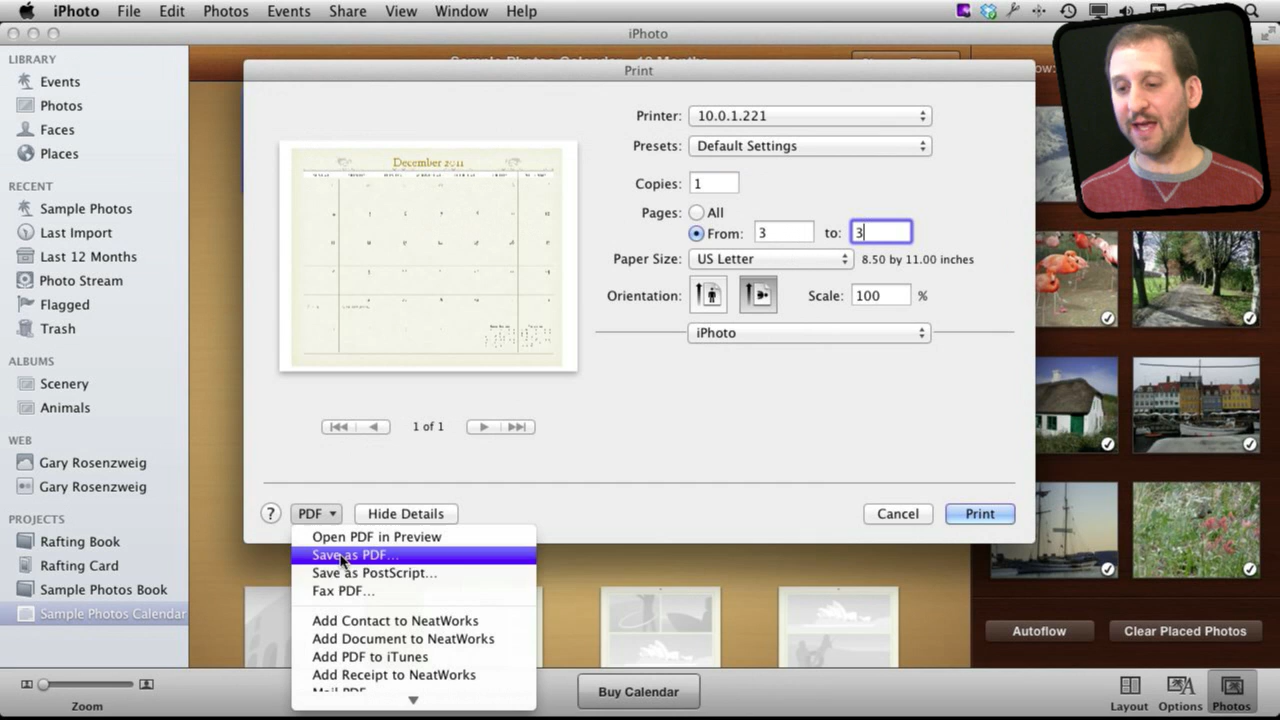 iPhoto File Edit Photos Events Share View Window Help
iPhoto
LIBRARY
Events
Photos
Faces
Places
RECENT
Sample Photos
Last Import
Last 12 Months
Photo Stream
Flagged
Trash
ALBUMS
Scenery
Animals
WEB
Gary Rosenzweig
Gary Rosenzweig
PROJECTS
Rafting Book
Rafting Card
Sample Photos Book
Sample Photos Calendar
Zoom
Print
December 2011
1 of 1
Printer: 10.0.1.221
Presets: Default Settings
Copies: 1
Pages: All
From: 3 to: 3
Paper Size: US Letter 8.50 by 11.00 inches
Orientation: Scale: 100 %
iPhoto
? PDF Hide Details Cancel Print
Open PDF in Preview
Save as PDF...
Save as PostScript...
Fax PDF...
Add Contact to NeatWorks
Add Document to NeatWorks
Add PDF to iTunes
Add Receipt to NeatWorks
Mail PDF
Buy Calendar
Autoflow Clear Placed Photos
Layout Options Photos